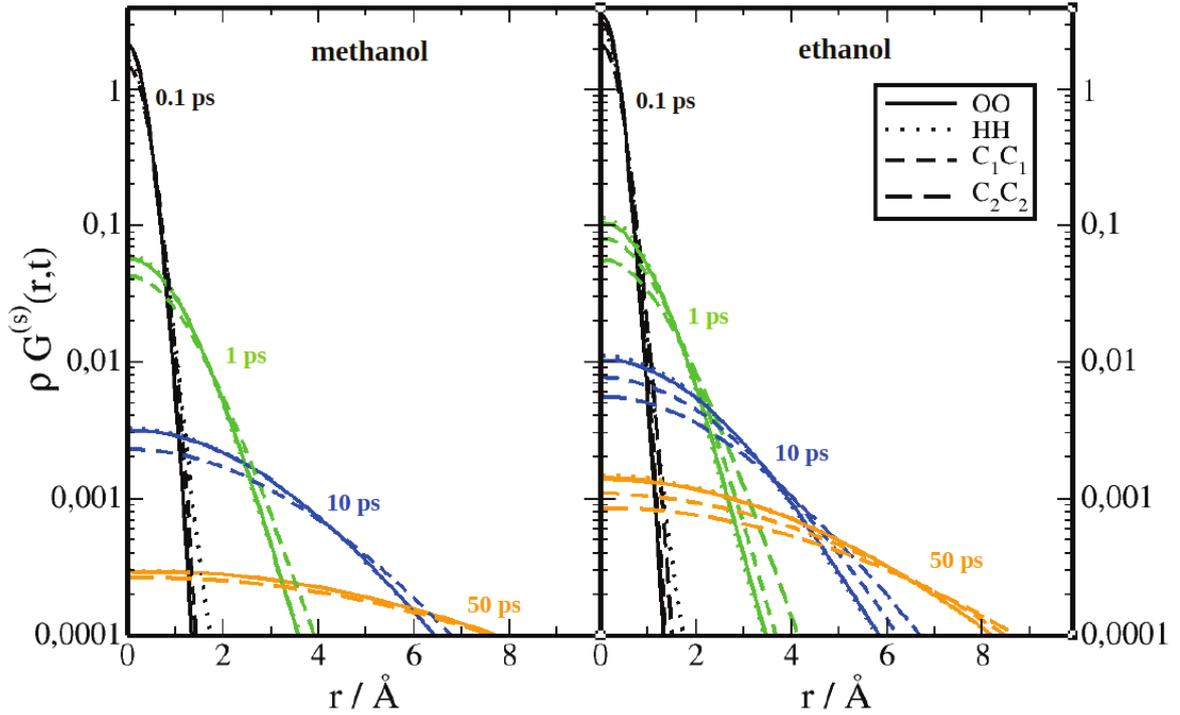 methanol
ethanol
0.1 ps
0.1 ps
1 ps
1 ps
10 ps
10 ps
50 ps
50 ps
OO
HH
C₁C₁
C₂C₂
ρ G⁽ˢ⁾(r,t)
1
0,1
0,01
0,001
0,0001
1
0,1
0,01
0,001
0,0001
0 2 4 6 8 0 2 4 6 8
r / Å r / Å